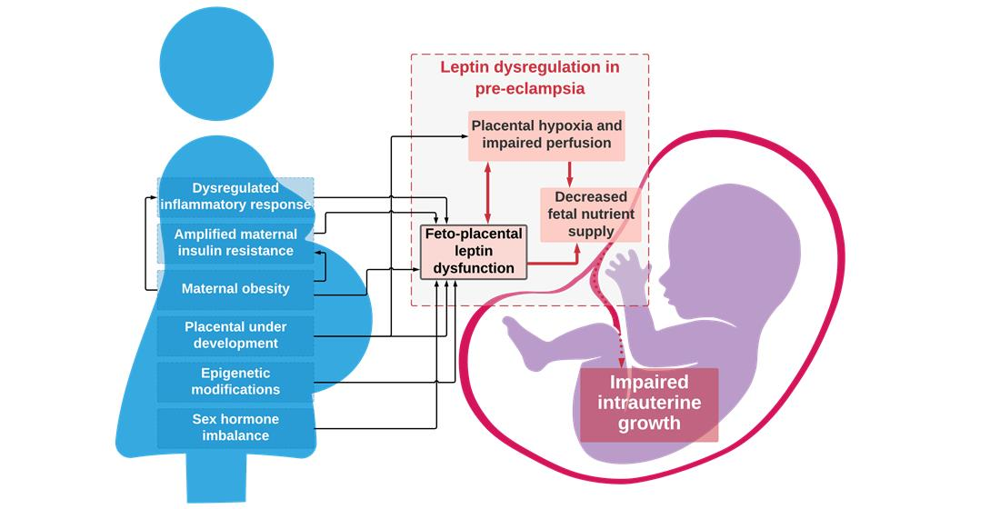 Leptin dysregulation in
pre-eclampsia
Placental hypoxia and
impaired perfusion
Decreased
fetal nutrient
supply
Feto-placental
leptin
dysfunction
Dysregulated
inflammatory response
Amplified maternal
insulin resistance
Maternal obesity
Placental under
development
Epigenetic
modifications
Sex hormone
imbalance
Impaired
intrauterine
growth